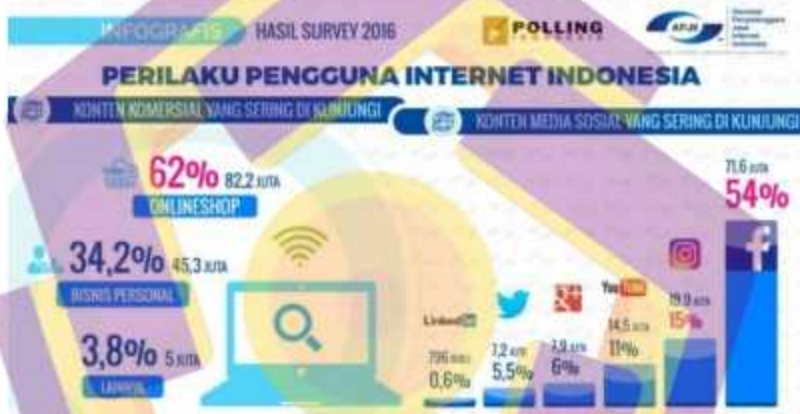 INFOGRAFIS HASIL SURVEY 2016
POLLING
INDONESIA
APJII
PERILAKU PENGGUNA INTERNET INDONESIA
KONTEN KOMERSIAL YANG SERING DI KUNJUNGI
KONTEN MEDIA SOSIAL YANG SERING DI KUNJUNGI
62% 82,2 JUTA
ONLINESHOP
34,2% 45,3 JUTA
BISNIS PERSONAL
3,8% 5 JUTA
LAINNYA
LinkedIn
796 RIBU
0,6%
7,2 JUTA
5,5%
7,9 JUTA
6%
YouTube
14,5 JUTA
11%
19,9 JUTA
15%
71,6 JUTA
54%
f